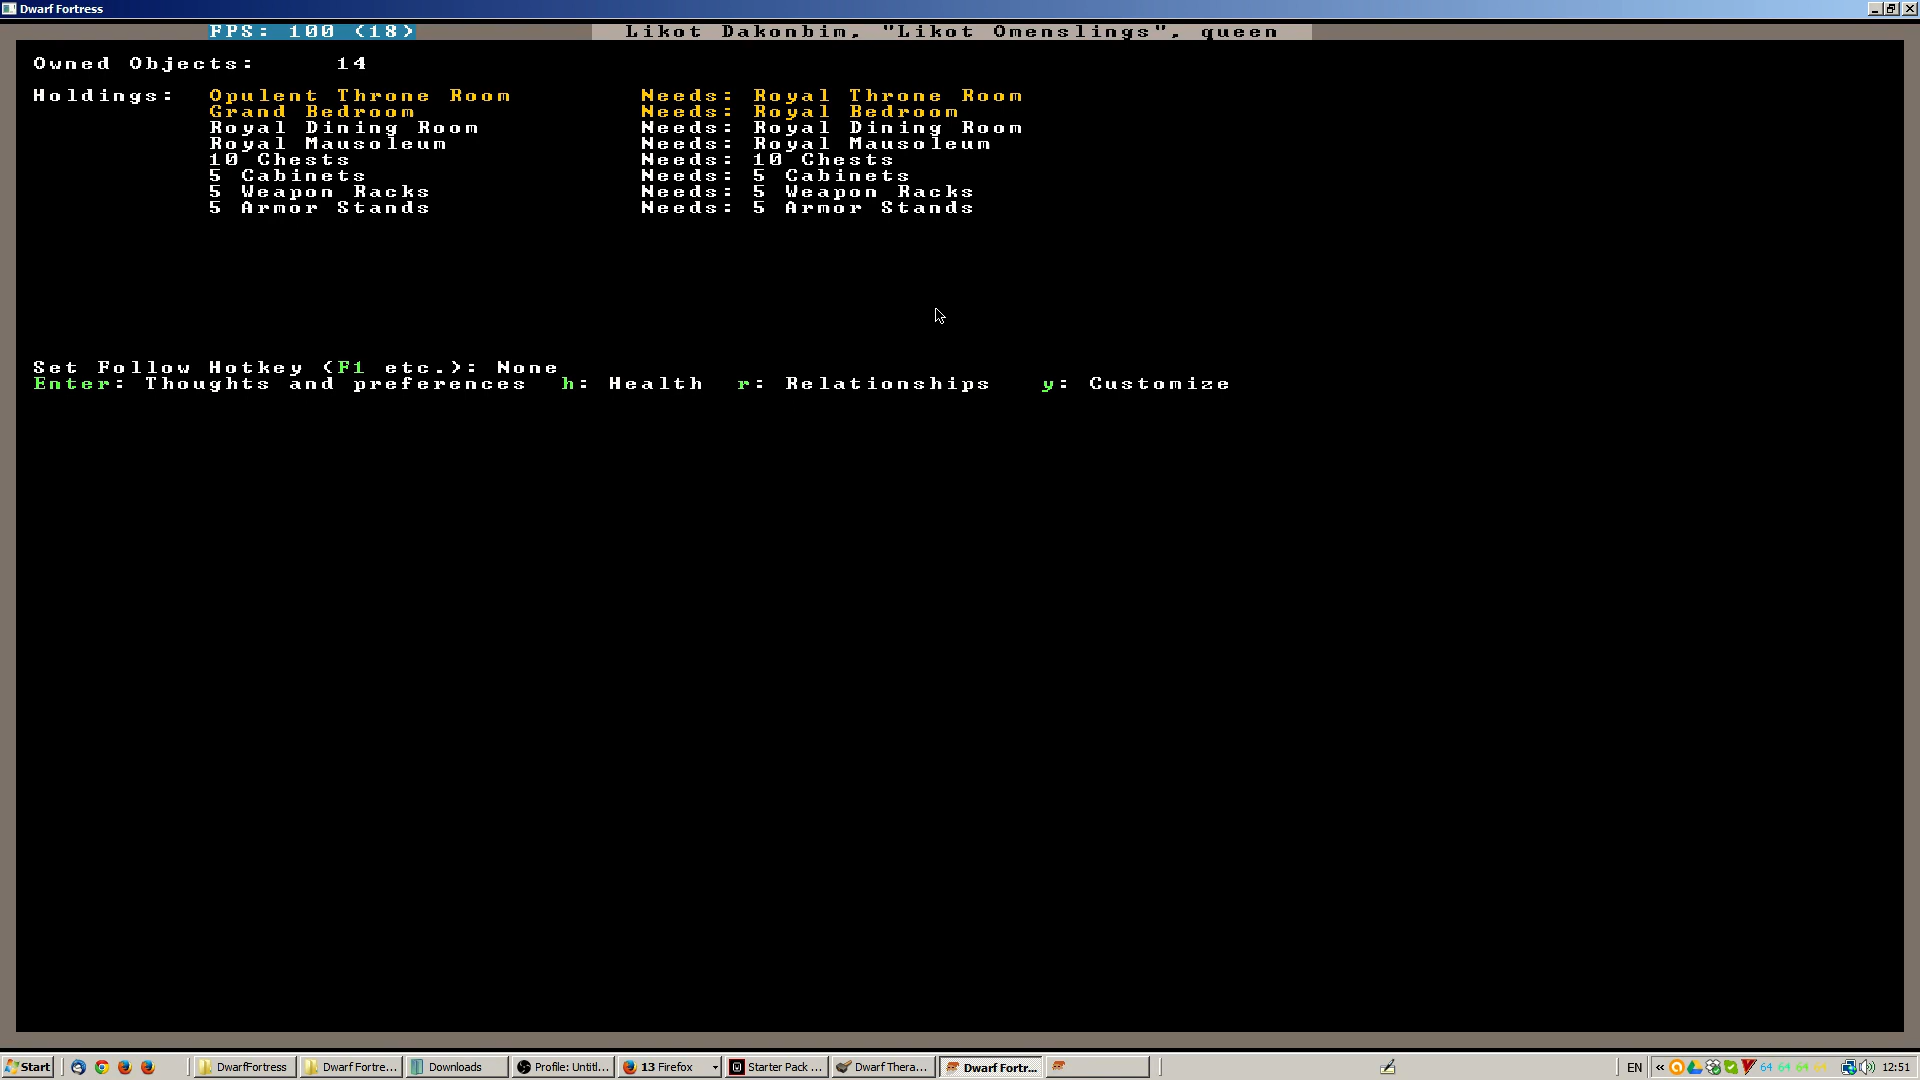 Dwarf Fortress
FPS: 100 (18)
Likot Dakonbim, "Likot Omenslings", queen
Owned Objects: 14
Holdings: Opulent Throne Room Needs: Royal Throne Room
Grand Bedroom Needs: Royal Bedroom
Royal Dining Room Needs: Royal Dining Room
Royal Mausoleum Needs: Royal Mausoleum
10 Chests Needs: 10 Chests
5 Cabinets Needs: 5 Cabinets
5 Weapon Racks Needs: 5 Weapon Racks
5 Armor Stands Needs: 5 Armor Stands
Set Follow Hotkey (F1 etc.): None
Enter: Thoughts and preferences h: Health r: Relationships y: Customize
Start DwarfFortress Dwarf Fortre... Downloads Profile: Untitl... 13 Firefox Starter Pack ... Dwarf Thera... Dwarf Fortr... EN « 64 64 64 64 12:51